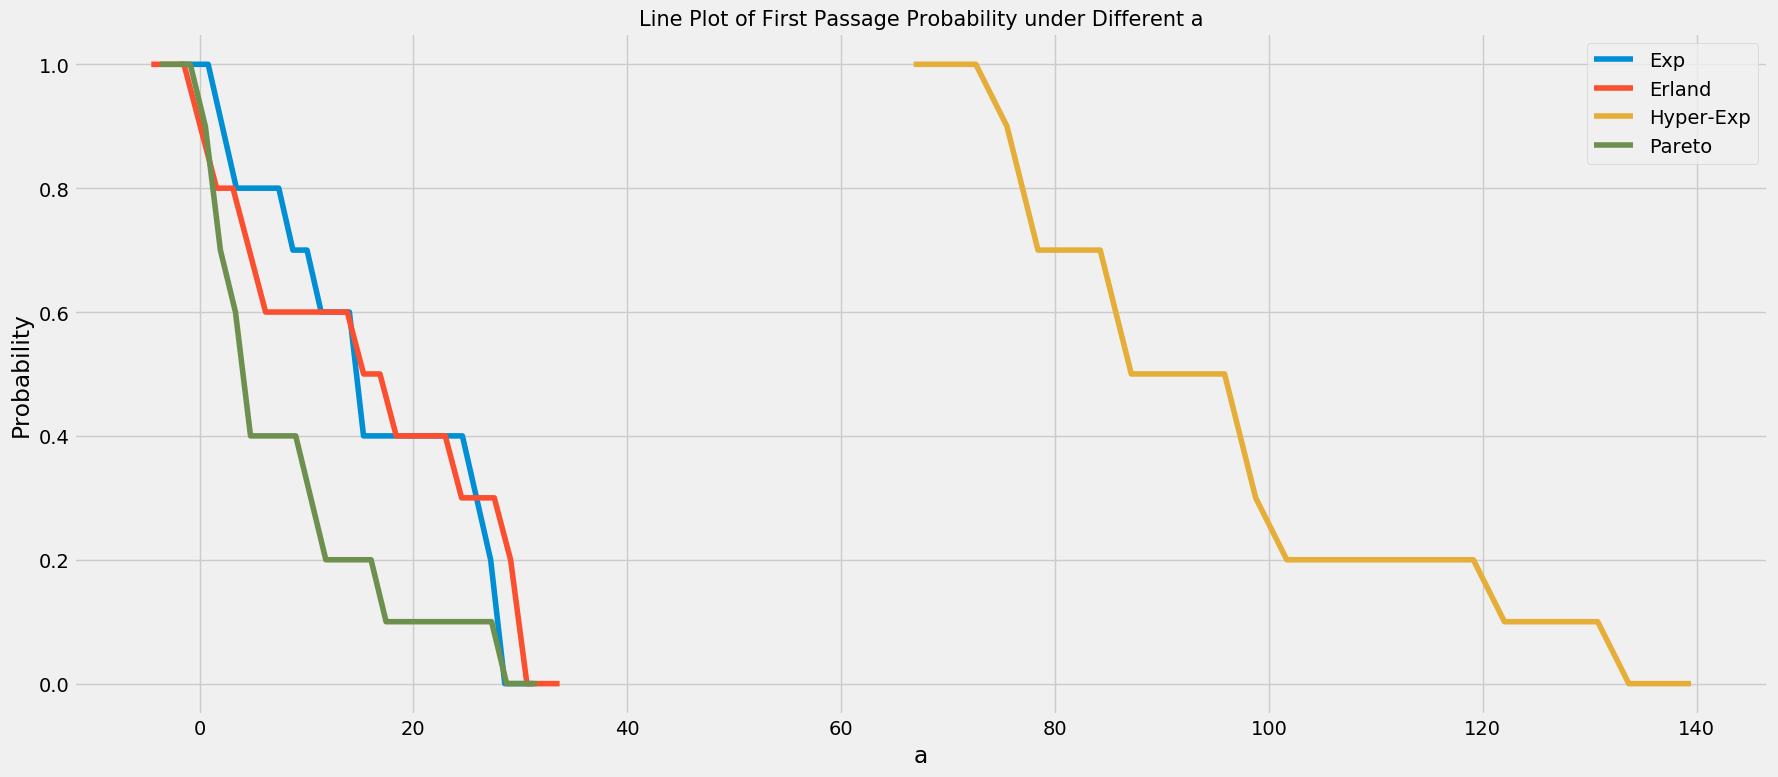 Line Plot of First Passage Probability under Different a
Exp
Erland
Hyper-Exp
Pareto
Probability
1.0
0.8
0.6
0.4
0.2
0.0
0 20 40 60 80 100 120 140
a